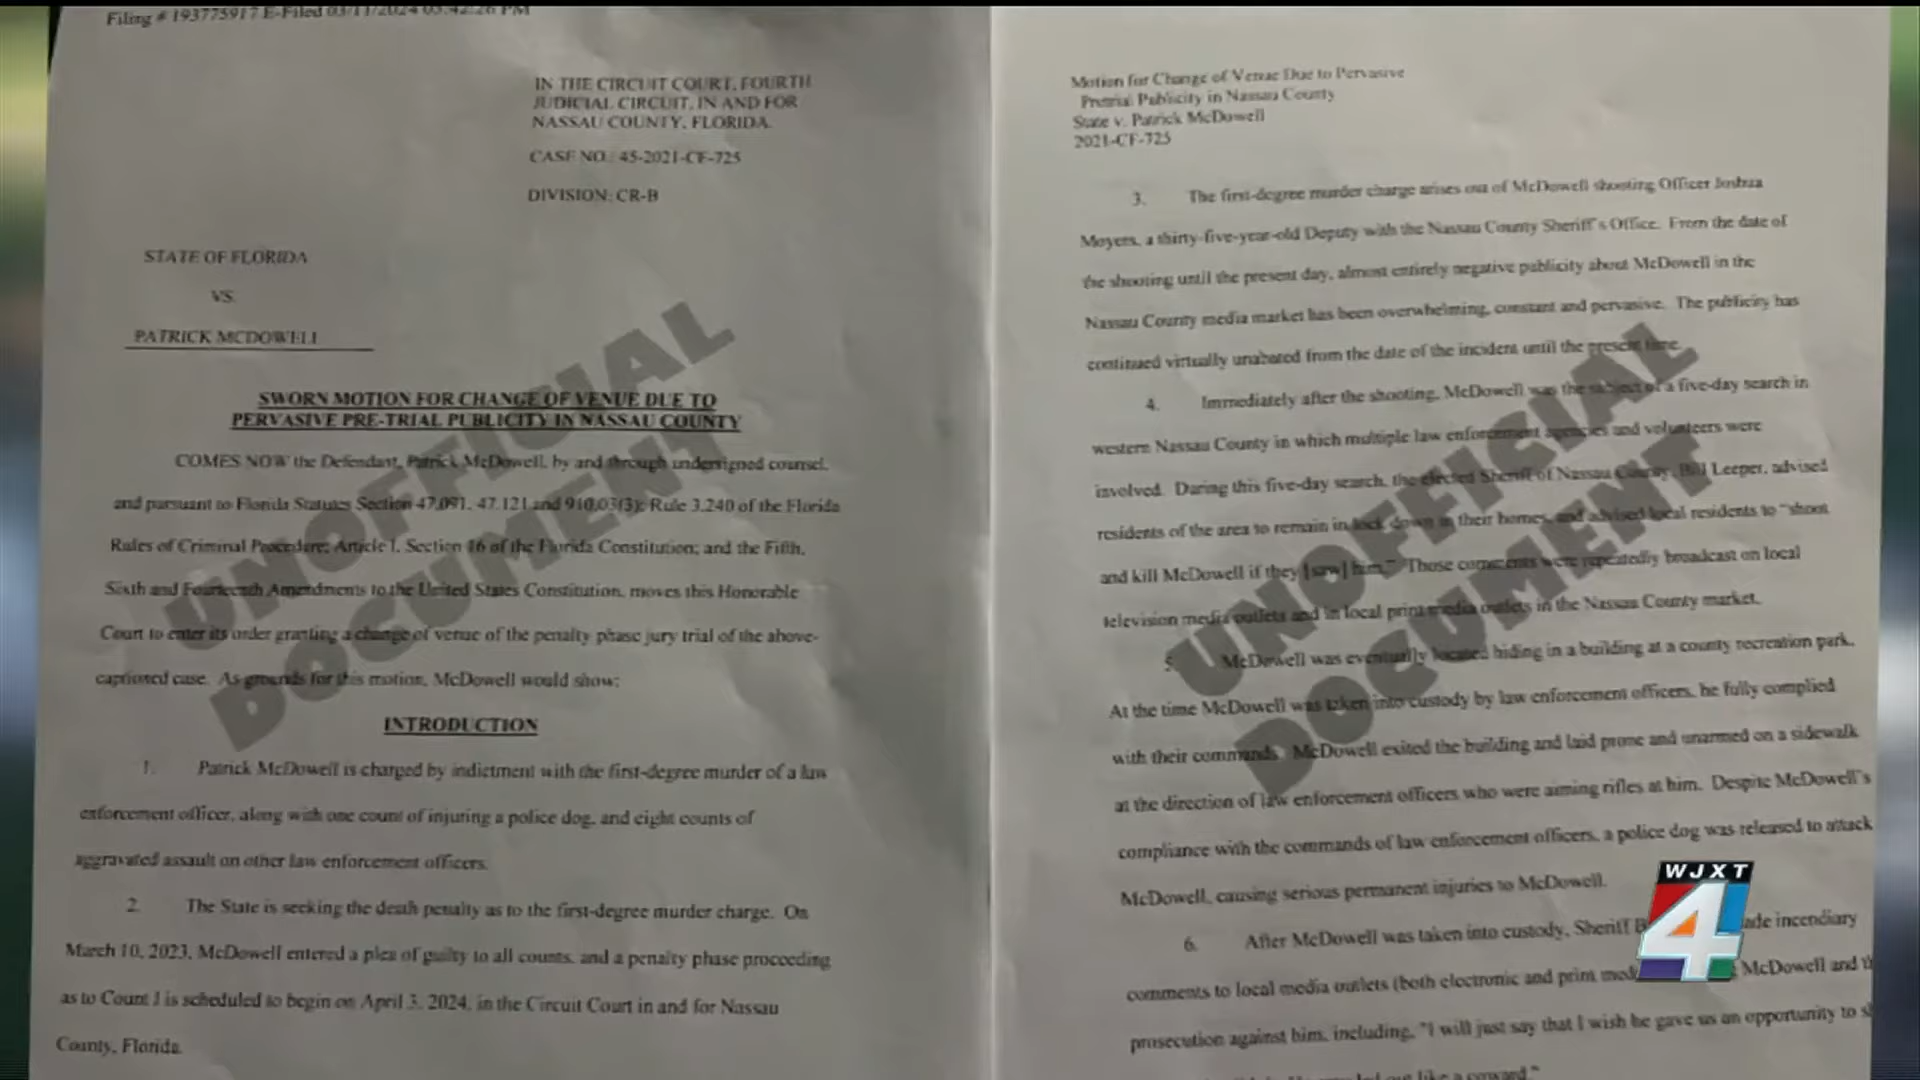 Filing # 193775917 E-Filed 03/11/2024 03:42:26 PM
IN THE CIRCUIT COURT, FOURTH
JUDICIAL CIRCUIT, IN AND FOR
NASSAU COUNTY, FLORIDA.
CASE NO.: 45-2021-CF-725
DIVISION: CR-B
STATE OF FLORIDA
VS.
PATRICK MCDOWELL
SWORN MOTION FOR CHANGE OF VENUE DUE TO
PERVASIVE PRE-TRIAL PUBLICITY IN NASSAU COUNTY
COMES NOW the Defendant, Patrick McDowell, by and through undersigned counsel,
and pursuant to Florida Statutes Section 47.091, 47.121 and 910.03(3); Rule 3.240 of the Florida
Rules of Criminal Procedure; Article I, Section 16 of the Florida Constitution; and the Fifth,
Sixth and Fourteenth Amendments to the United States Constitution, moves this Honorable
Court to enter its order granting a change of venue of the penalty phase jury trial of the above-
captioned case. As grounds for this motion, McDowell would show:
INTRODUCTION
1. Patrick McDowell is charged by indictment with the first-degree murder of a law
enforcement officer, along with one count of injuring a police dog, and eight counts of
aggravated assault on other law enforcement officers.
2. The State is seeking the death penalty as to the first-degree murder charge. On
March 10, 2023, McDowell entered a plea of guilty to all counts, and a penalty phase proceeding
as to Count I is scheduled to begin on April 3, 2024, in the Circuit Court in and for Nassau
County, Florida.
UNOFFICIAL
DOCUMENT
Motion for Change of Venue Due to Pervasive
Pretrial Publicity in Nassau County
State v. Patrick McDowell
2021-CF-725
3. The first-degree murder charge arises out of McDowell shooting Officer Joshua
Moyers, a thirty-five-year-old Deputy with the Nassau County Sheriff's Office. From the date of
the shooting until the present day, almost entirely negative publicity about McDowell in the
Nassau County media market has been overwhelming, constant and pervasive. The publicity has
continued virtually unabated from the date of the incident until the present time.
4. Immediately after the shooting, McDowell was the subject of a five-day search in
western Nassau County in which multiple law enforcement agencies and volunteers were
involved. During this five-day search, the elected Sheriff of Nassau County, Bill Leeper, advised
residents of the area to remain in lock down in their homes, and advised local residents to "shoot
and kill McDowell if they [saw] him." Those comments were repeatedly broadcast on local
television media outlets and in local print media outlets in the Nassau County market.
5. McDowell was eventually located hiding in a building at a county recreation park.
At the time McDowell was taken into custody by law enforcement officers, he fully complied
with their commands. McDowell exited the building and laid prone and unarmed on a sidewalk
at the direction of law enforcement officers who were aiming rifles at him. Despite McDowell's
compliance with the commands of law enforcement officers, a police dog was released to attack
McDowell, causing serious permanent injuries to McDowell.
6. After McDowell was taken into custody, Sheriff B ade incendiary
comments to local media outlets (both electronic and print med McDowell and th
prosecution against him, including, "I will just say that I wish he gave us an opportunity to sh
out like a coward."
UNOFFICIAL
DOCUMENT
WJXT
4